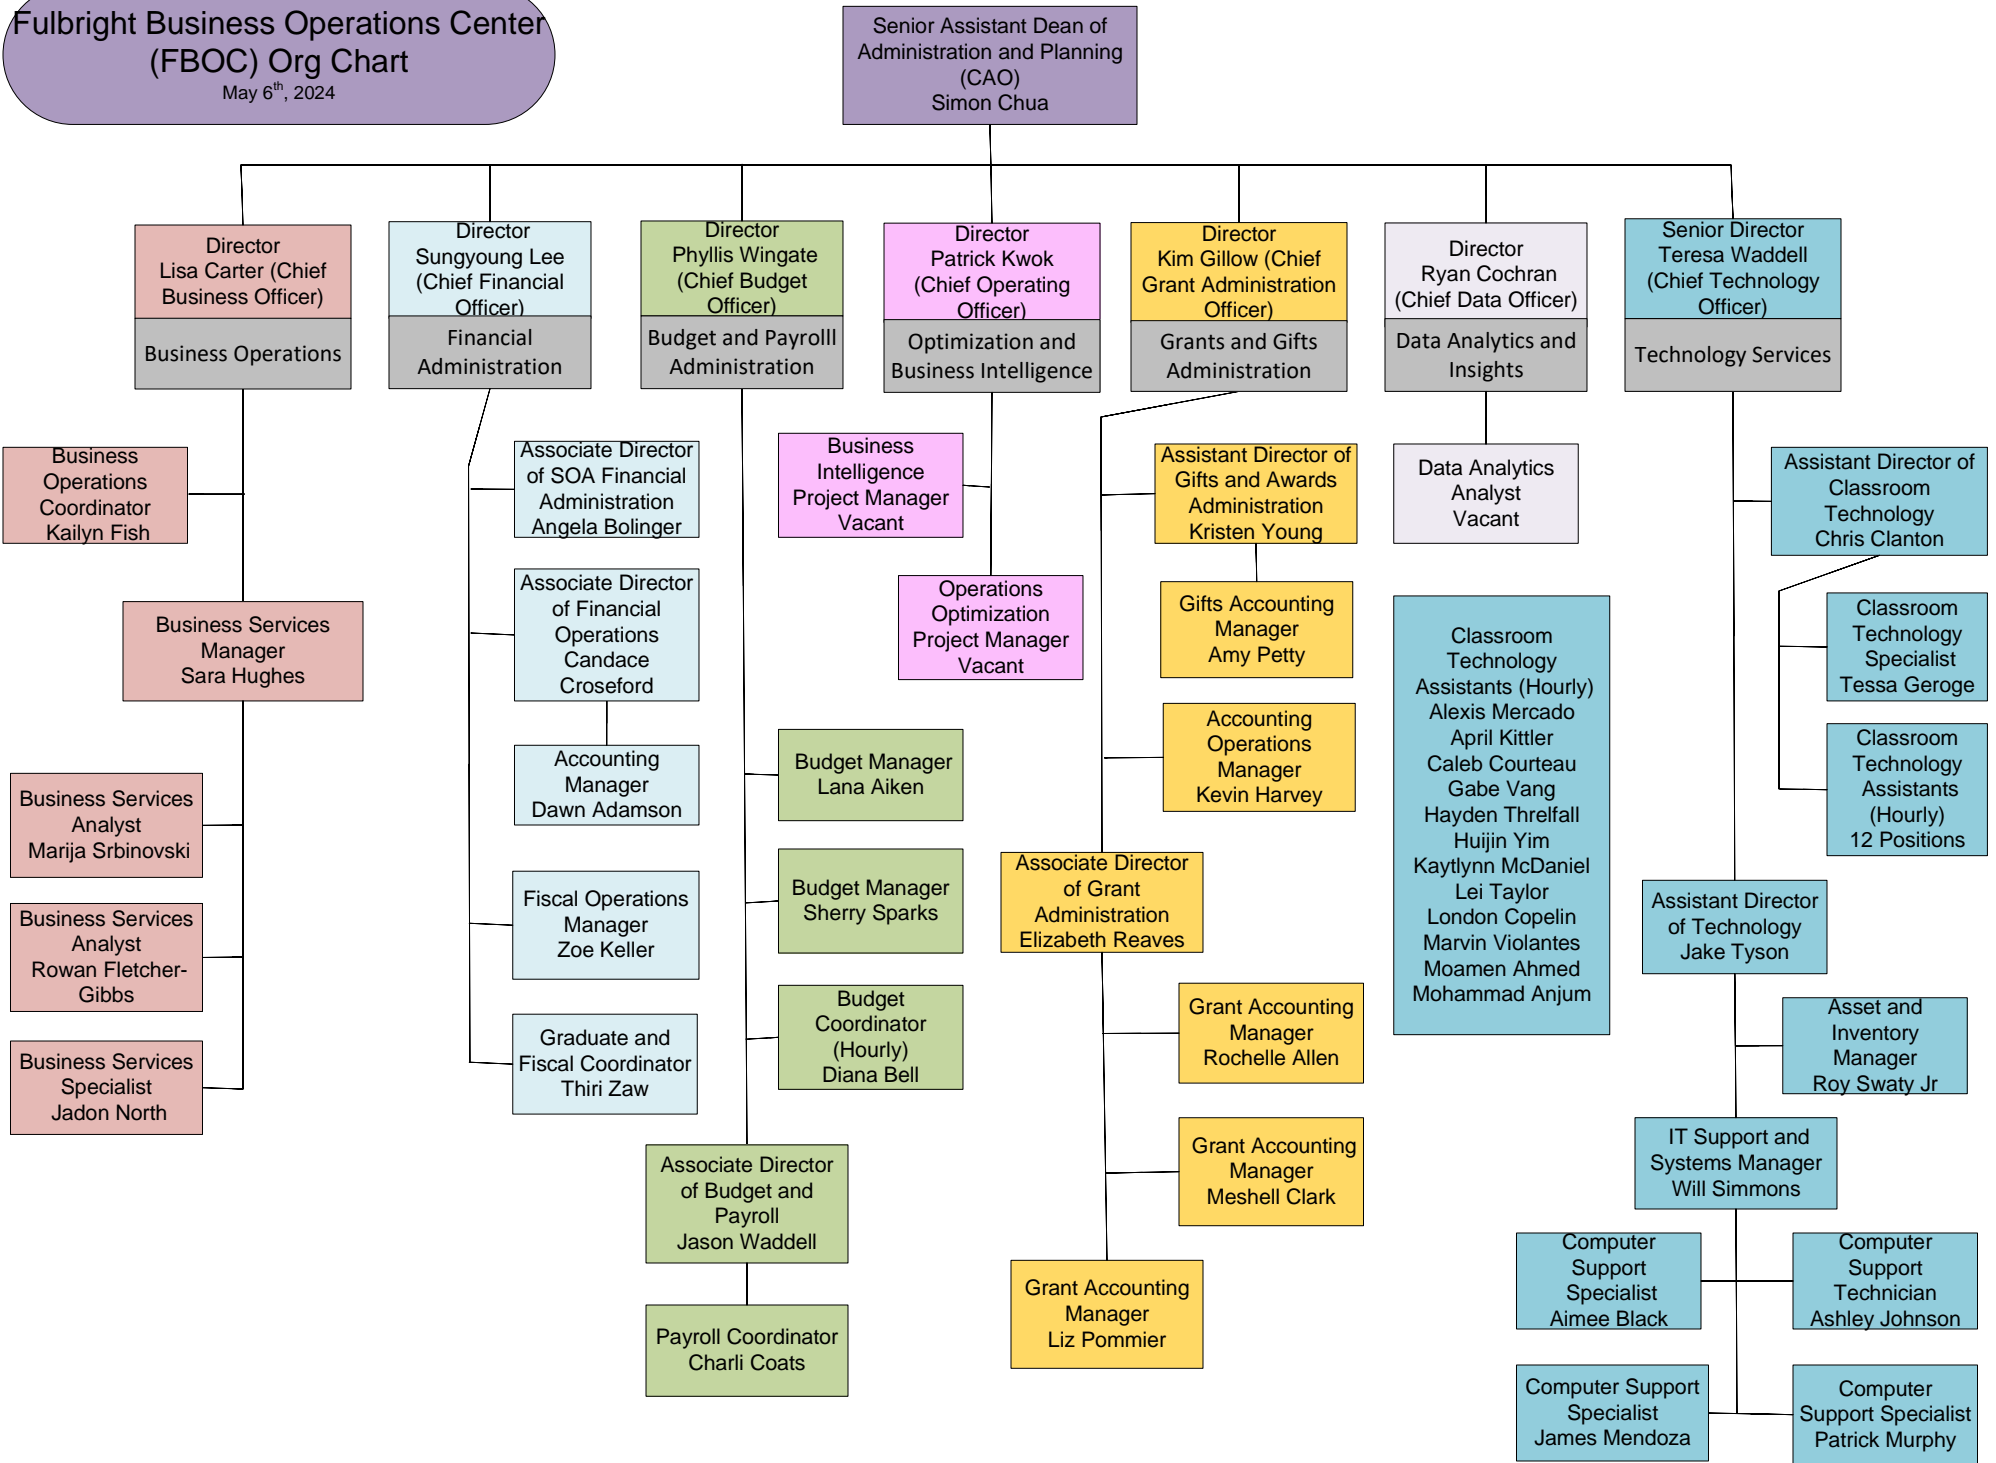 Fulbright Business Operations Center
(FBOC) Org Chart
May 6th, 2024
Senior Assistant Dean of
Administration and Planning
(CAO)
Simon Chua
Director
Lisa Carter (Chief
Business Officer)
Business Operations
Director
Sungyoung Lee
(Chief Financial
Officer)
Financial
Administration
Director
Phyllis Wingate
(Chief Budget
Officer)
Budget and Payrolll
Administration
Director
Patrick Kwok
(Chief Operating
Officer)
Optimization and
Business Intelligence
Director
Kim Gillow (Chief
Grant Administration
Officer)
Grants and Gifts
Administration
Director
Ryan Cochran
(Chief Data Officer)
Data Analytics and
Insights
Senior Director
Teresa Waddell
(Chief Technology
Officer)
Technology Services
Business
Operations
Coordinator
Kailyn Fish
Business Services
Manager
Sara Hughes
Business Services
Analyst
Marija Srbinovski
Business Services
Analyst
Rowan Fletcher-
Gibbs
Business Services
Specialist
Jadon North
Associate Director
of SOA Financial
Administration
Angela Bolinger
Associate Director
of Financial
Operations
Candace
Croseford
Accounting
Manager
Dawn Adamson
Fiscal Operations
Manager
Zoe Keller
Graduate and
Fiscal Coordinator
Thiri Zaw
Budget Manager
Lana Aiken
Budget Manager
Sherry Sparks
Budget
Coordinator
(Hourly)
Diana Bell
Associate Director
of Budget and
Payroll
Jason Waddell
Payroll Coordinator
Charli Coats
Business
Intelligence
Project Manager
Vacant
Operations
Optimization
Project Manager
Vacant
Assistant Director of
Gifts and Awards
Administration
Kristen Young
Gifts Accounting
Manager
Amy Petty
Accounting
Operations
Manager
Kevin Harvey
Associate Director
of Grant
Administration
Elizabeth Reaves
Grant Accounting
Manager
Rochelle Allen
Grant Accounting
Manager
Meshell Clark
Grant Accounting
Manager
Liz Pommier
Data Analytics
Analyst
Vacant
Classroom
Technology
Assistants (Hourly)
Alexis Mercado
April Kittler
Caleb Courteau
Gabe Vang
Hayden Threlfall
Huijin Yim
Kaytlynn McDaniel
Lei Taylor
London Copelin
Marvin Violantes
Moamen Ahmed
Mohammad Anjum
Assistant Director of
Classroom
Technology
Chris Clanton
Classroom
Technology
Specialist
Tessa Geroge
Classroom
Technology
Assistants
(Hourly)
12 Positions
Assistant Director
of Technology
Jake Tyson
Asset and
Inventory
Manager
Roy Swaty Jr
IT Support and
Systems Manager
Will Simmons
Computer
Support
Specialist
Aimee Black
Computer
Support
Technician
Ashley Johnson
Computer Support
Specialist
James Mendoza
Computer
Support Specialist
Patrick Murphy